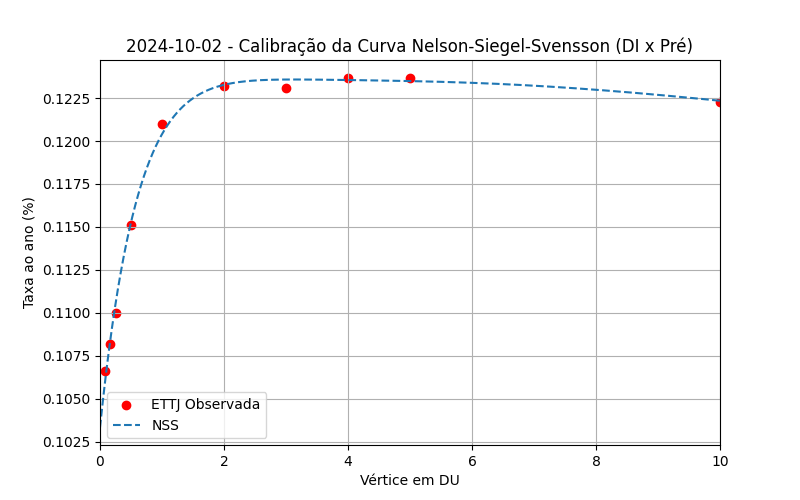 2024-10-02 - Calibração da Curva Nelson-Siegel-Svensson (DI x Pré)
Taxa ao ano (%)
0.1225
0.1200
0.1175
0.1150
0.1125
0.1100
0.1075
0.1050
0.1025
ETTJ Observada
NSS
0 2 4 6 8 10
Vértice em DU